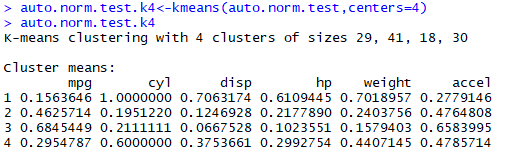 > auto.norm.test.k4<-kmeans(auto.norm.test,centers=4)
> auto.norm.test.k4
K-means clustering with 4 clusters of sizes 29, 41, 18, 30
Cluster means:
mpg cyl disp hp weight accel
1 0.1563646 1.0000000 0.7063174 0.6109445 0.7018957 0.2779146
2 0.4625714 0.1951220 0.1246928 0.2177890 0.2403756 0.4764808
3 0.6845449 0.2111111 0.0667528 0.1023551 0.1579403 0.6583995
4 0.2954787 0.6000000 0.3753661 0.2992754 0.4407145 0.4785714